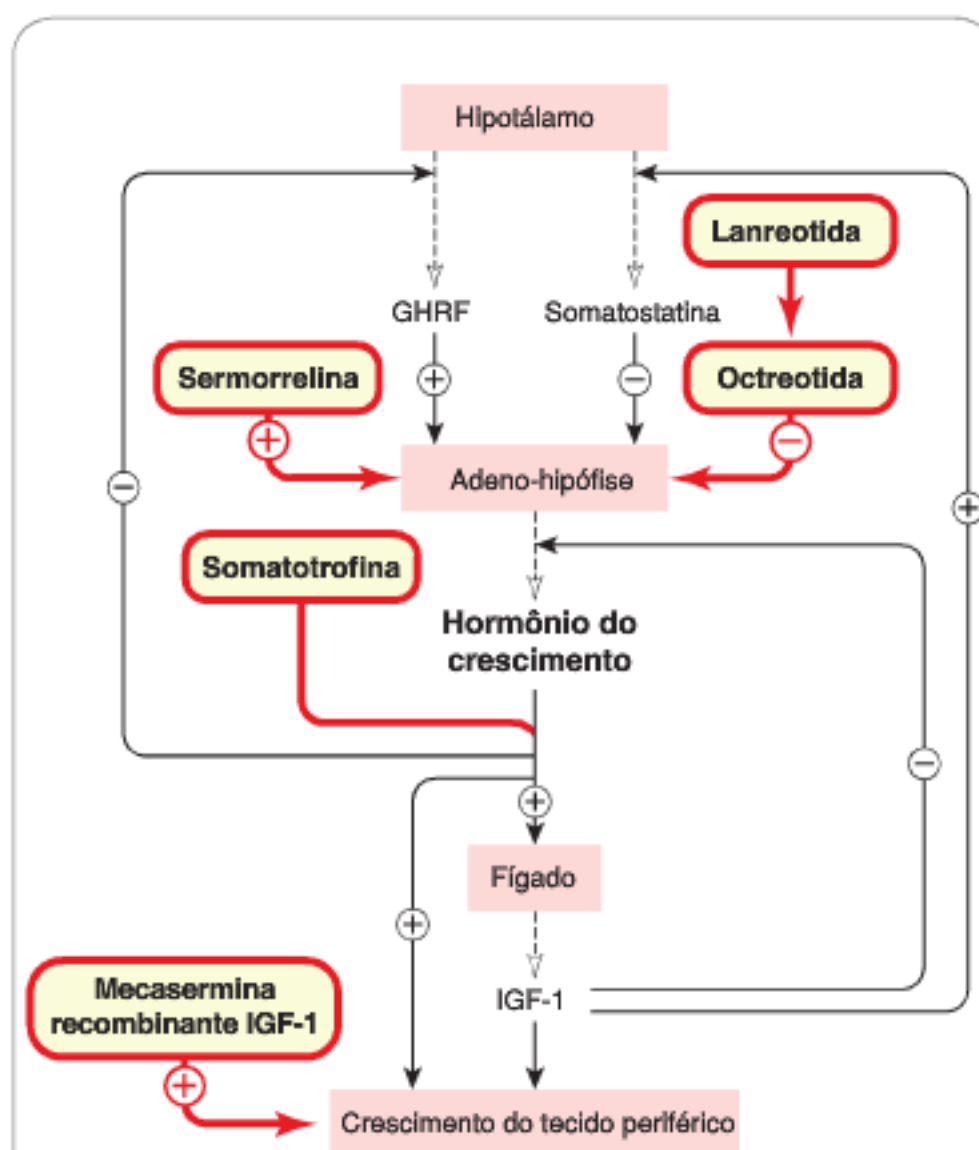 Hipotálamo
Lanreotida
GHRF
Somatostatina
Sermorrelina
Octreotida
+
−
+
−
Adeno-hipófise
−
+
Somatotrofina
Hormônio do
crescimento
−
+
Fígado
+
Mecasermina
recombinante IGF-1
IGF-1
+
Crescimento do tecido periférico